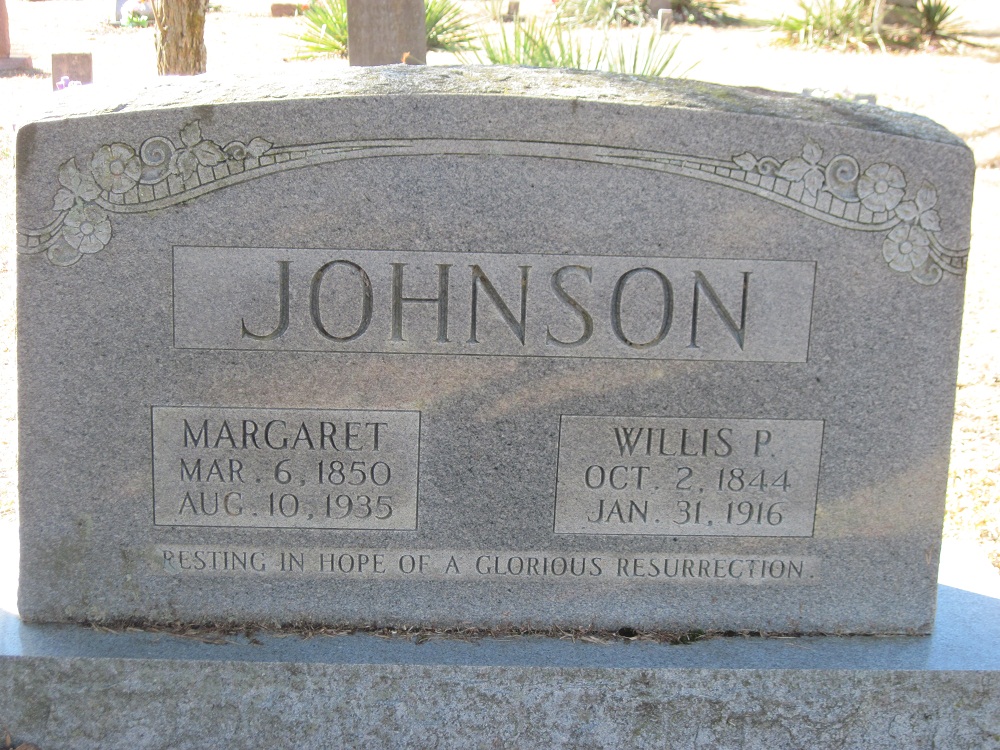 JOHNSON
MARGARET
MAR. 6, 1850
AUG. 10, 1935
WILLIS P.
OCT. 2, 1844
JAN. 31, 1916
RESTING IN HOPE OF A GLORIOUS RESURRECTION.